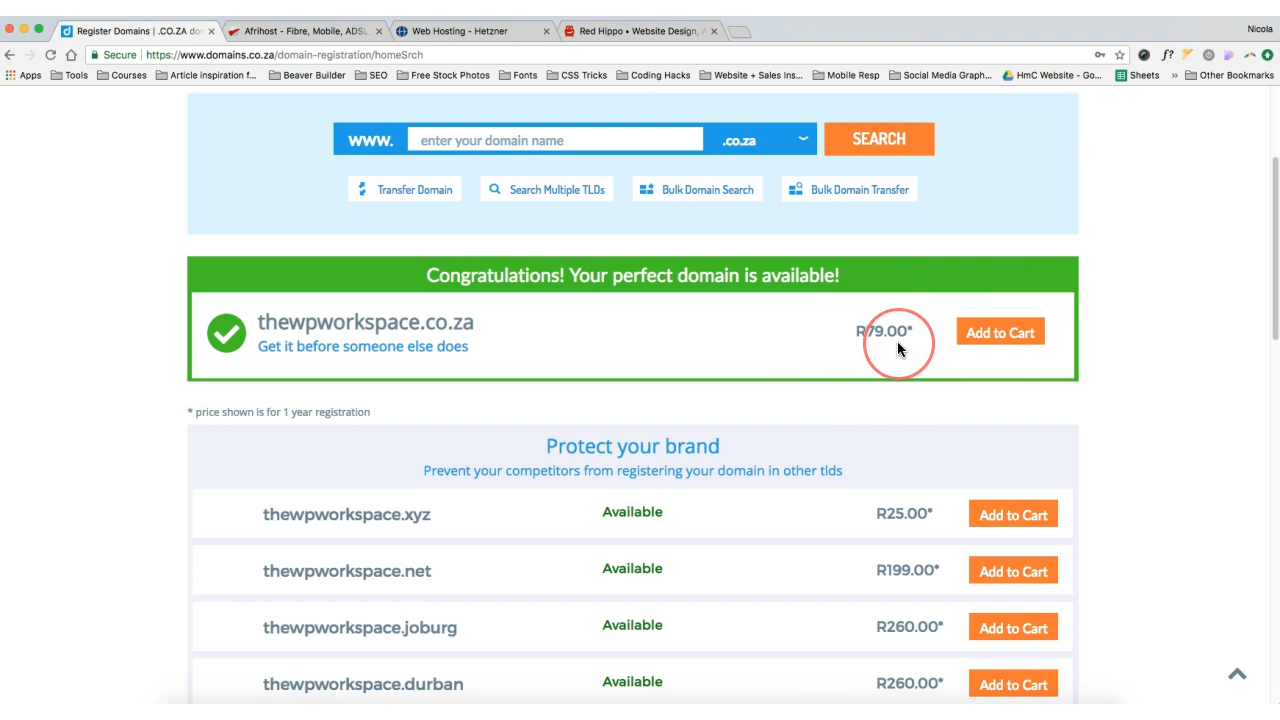 Register Domains | .CO.ZA do
Afrihost - Fibre, Mobile, ADSL
Web Hosting - Hetzner
Red Hippo • Website Design, A
Nicola
Secure | https://www.domains.co.za/domain-registration/homeSrch
f?
Apps Tools Courses Article inspiration f... Beaver Builder SEO Free Stock Photos Fonts CSS Tricks Coding Hacks Website + Sales Ins... Mobile Resp Social Media Graph... HmC Website - Go... Sheets » Other Bookmarks
www. enter your domain name .co.za SEARCH
Transfer Domain Search Multiple TLDs Bulk Domain Search Bulk Domain Transfer
Congratulations! Your perfect domain is available!
thewpworkspace.co.za R79.00* Add to Cart
Get it before someone else does
* price shown is for 1 year registration
Protect your brand
Prevent your competitors from registering your domain in other tlds
thewpworkspace.xyz Available R25.00* Add to Cart
thewpworkspace.net Available R199.00* Add to Cart
thewpworkspace.joburg Available R260.00* Add to Cart
thewpworkspace.durban Available R260.00* Add to Cart